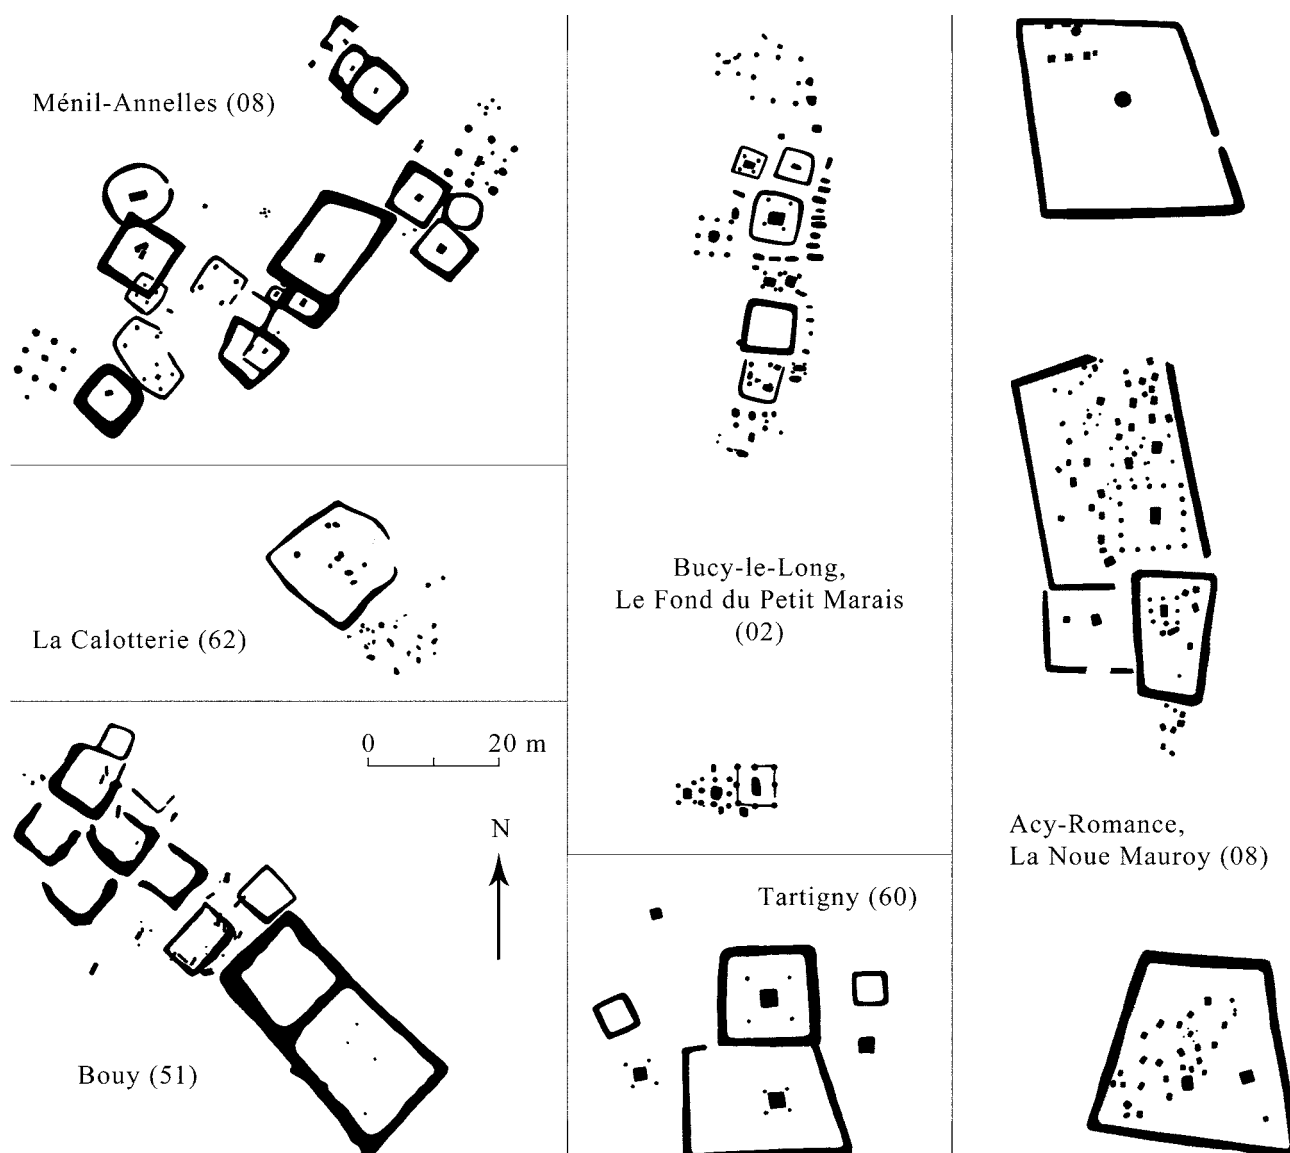 Ménil-Annelles (08)
La Calotterie (62)
0 20 m
N
Bouy (51)
Bucy-le-Long,
Le Fond du Petit Marais
(02)
Tartigny (60)
Acy-Romance,
La Noue Mauroy (08)